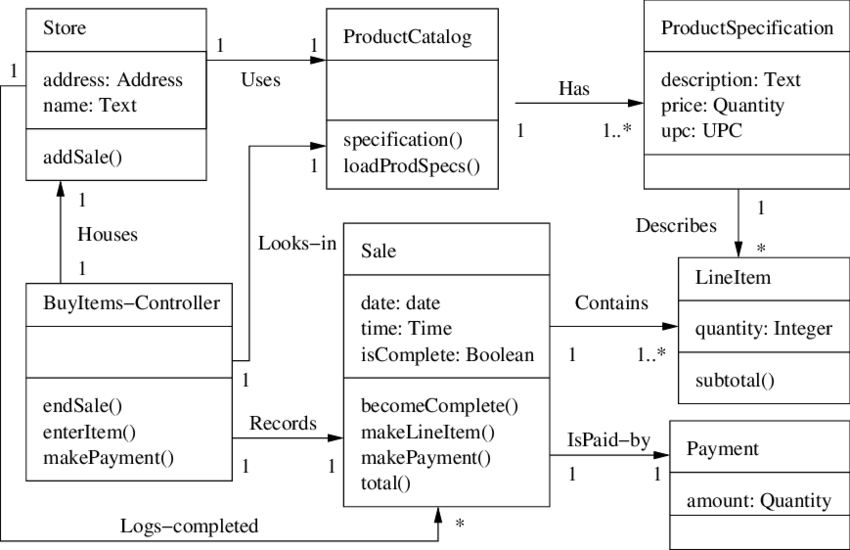 Store
address: Address
name: Text
addSale()
1
1
1
Uses
ProductCatalog
specification()
loadProdSpecs()
Has
1
1..*
ProductSpecification
description: Text
price: Quantity
upc: UPC
1
Houses
1
1
Looks-in
1
Describes
*
BuyItems-Controller
endSale()
enterItem()
makePayment()
1
Records
1
1
Sale
date: date
time: Time
isComplete: Boolean
becomeComplete()
makeLineItem()
makePayment()
total()
Contains
1
1..*
LineItem
quantity: Integer
subtotal()
IsPaid-by
1
1
Payment
amount: Quantity
Logs-completed
*